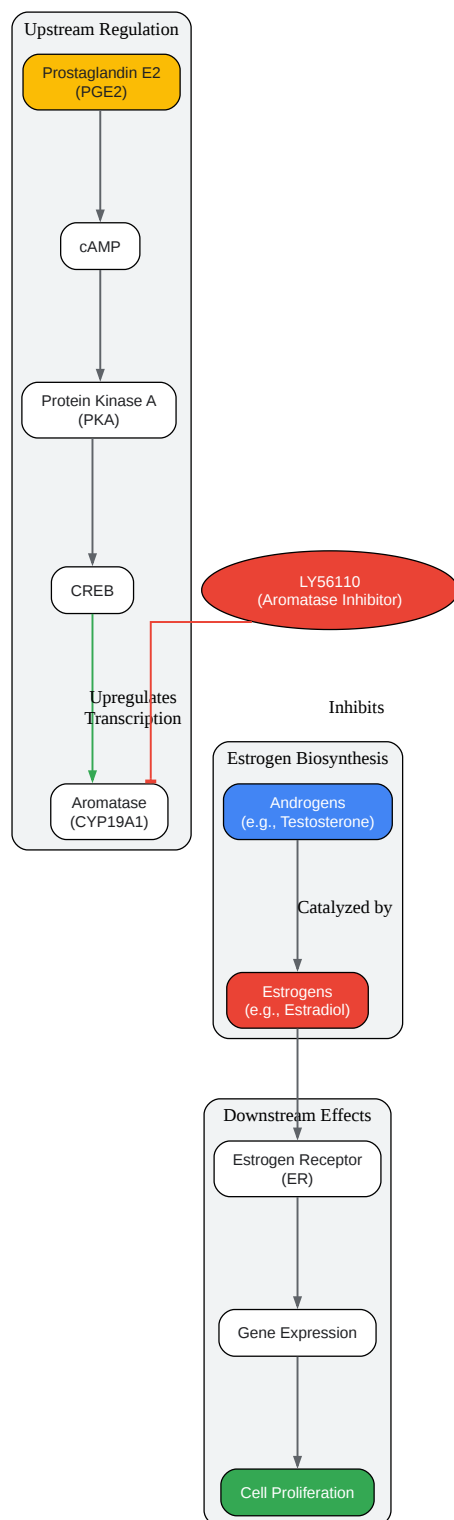 Upstream Regulation
Prostaglandin E2
(PGE2)
cAMP
Protein Kinase A
(PKA)
CREB
LY56110
(Aromatase Inhibitor)
Upregulates
Transcription
Inhibits
Aromatase
(CYP19A1)
Estrogen Biosynthesis
Androgens
(e.g., Testosterone)
Catalyzed by
Estrogens
(e.g., Estradiol)
Downstream Effects
Estrogen Receptor
(ER)
Gene Expression
Cell Proliferation